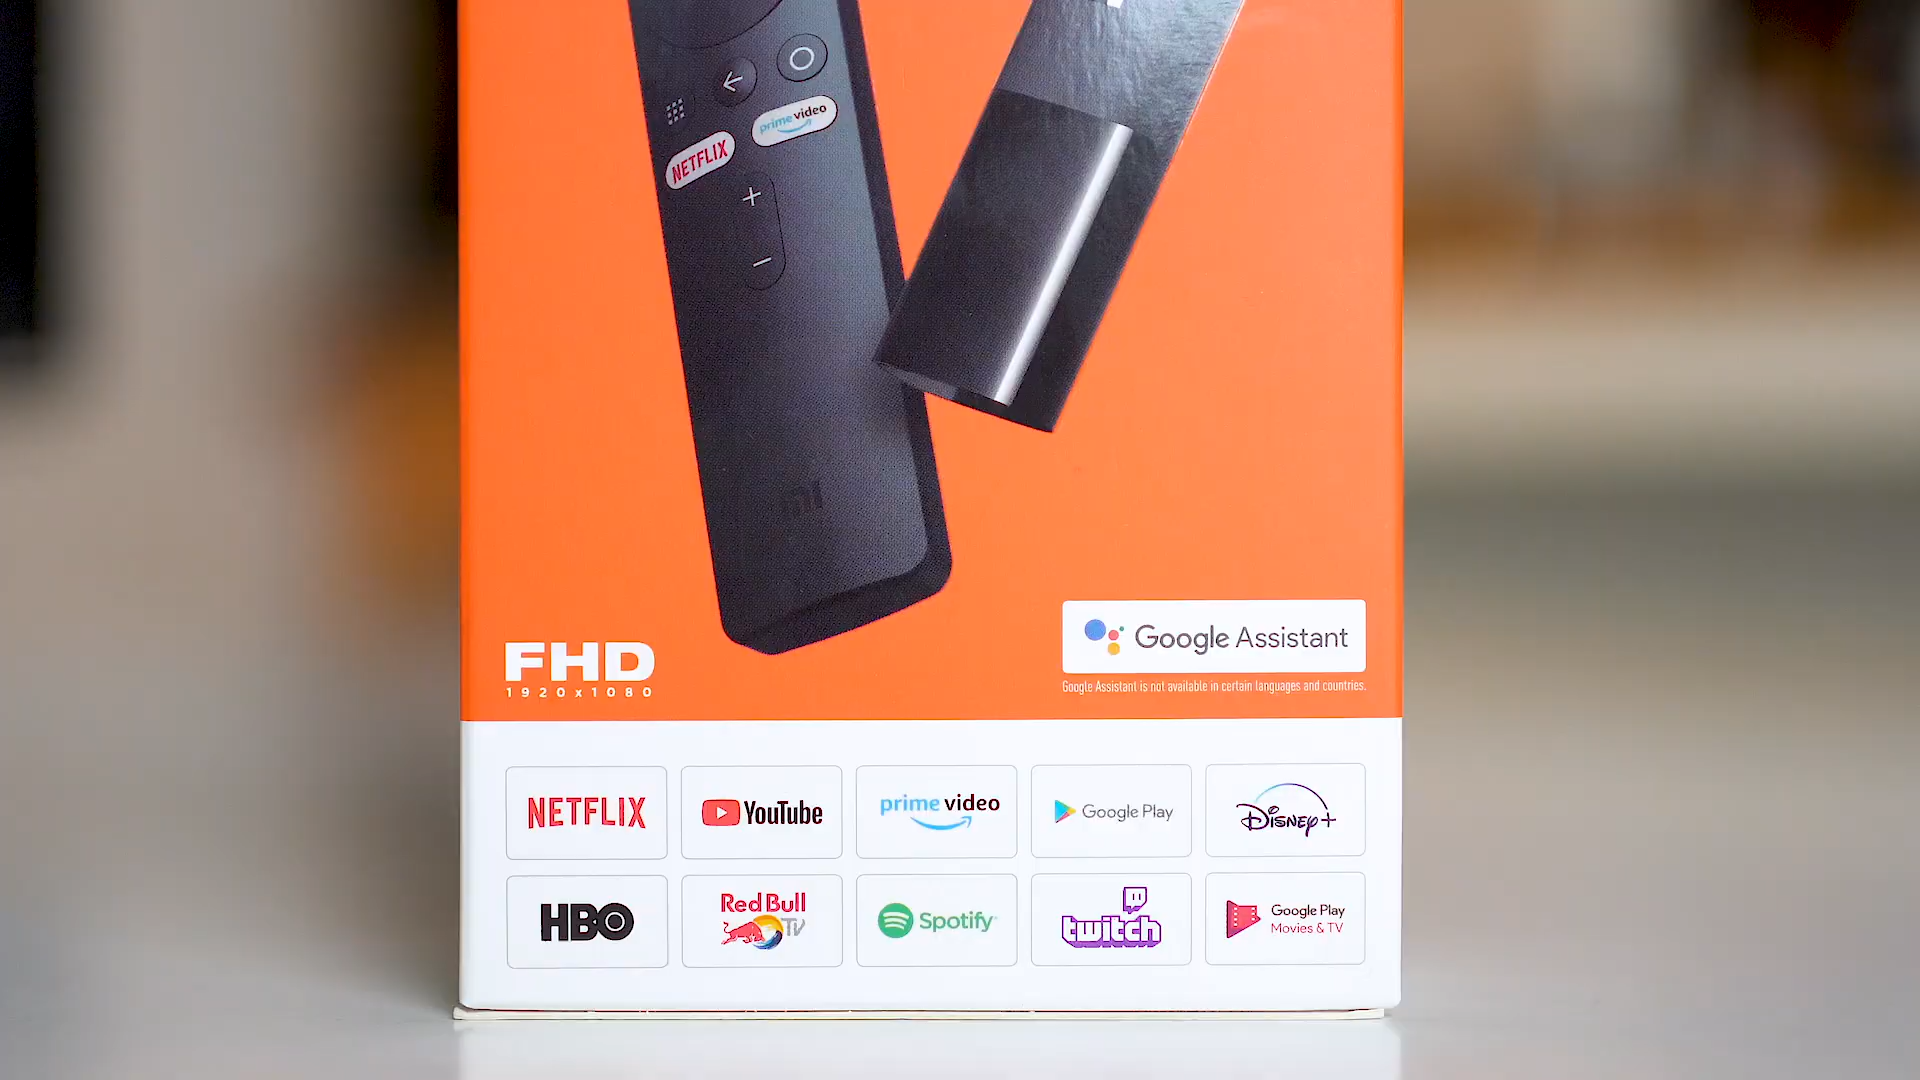 prime video
NETFLIX
mi
FHD
1920x1080
Google Assistant
Google Assistant is not available in certain languages and countries.
NETFLIX
YouTube
prime video
Google Play
Disney+
HBO
Red Bull
TV
Spotify
twitch
Google Play
Movies & TV